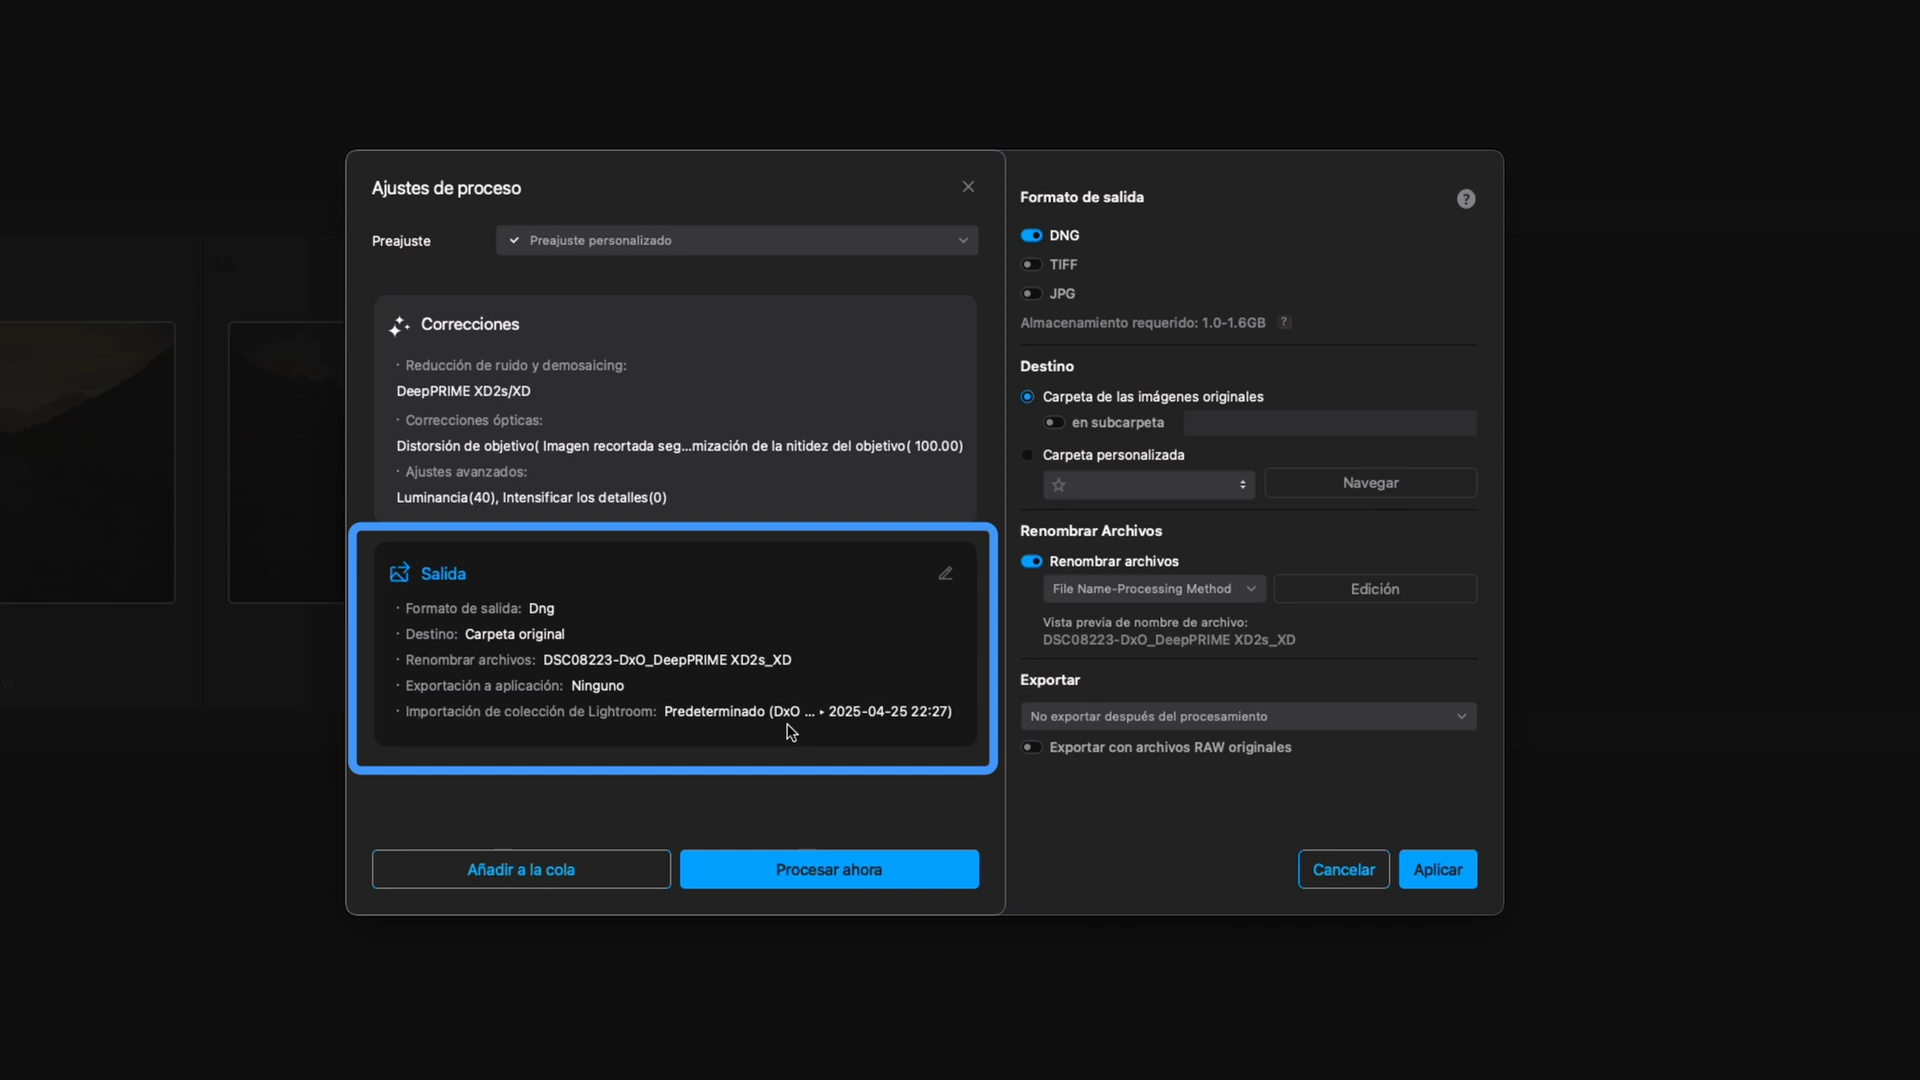 Ajustes de proceso
Preajuste
Preajuste personalizado
Correcciones
· Reducción de ruido y demosaicing:
DeepPRIME XD2s/XD
· Correcciones ópticas:
Distorsión de objetivo( Imagen recortada seg...mización de la nitidez del objetivo( 100.00)
· Ajustes avanzados:
Luminancia(40), Intensificar los detalles(0)
Salida
· Formato de salida: Dng
· Destino: Carpeta original
· Renombrar archivos: DSC08223-DxO_DeepPRIME XD2s_XD
· Exportación a aplicación: Ninguno
· Importación de colección de Lightroom: Predeterminado (DxO ... ▸ 2025-04-25 22:27)
Añadir a la cola
Procesar ahora
Formato de salida
?
DNG
TIFF
JPG
Almacenamiento requerido: 1.0-1.6GB ?
Destino
Carpeta de las imágenes originales
en subcarpeta
Carpeta personalizada
Navegar
Renombrar Archivos
Renombrar archivos
File Name-Processing Method
Edición
Vista previa de nombre de archivo:
DSC08223-DxO_DeepPRIME XD2s_XD
Exportar
No exportar después del procesamiento
Exportar con archivos RAW originales
Cancelar
Aplicar